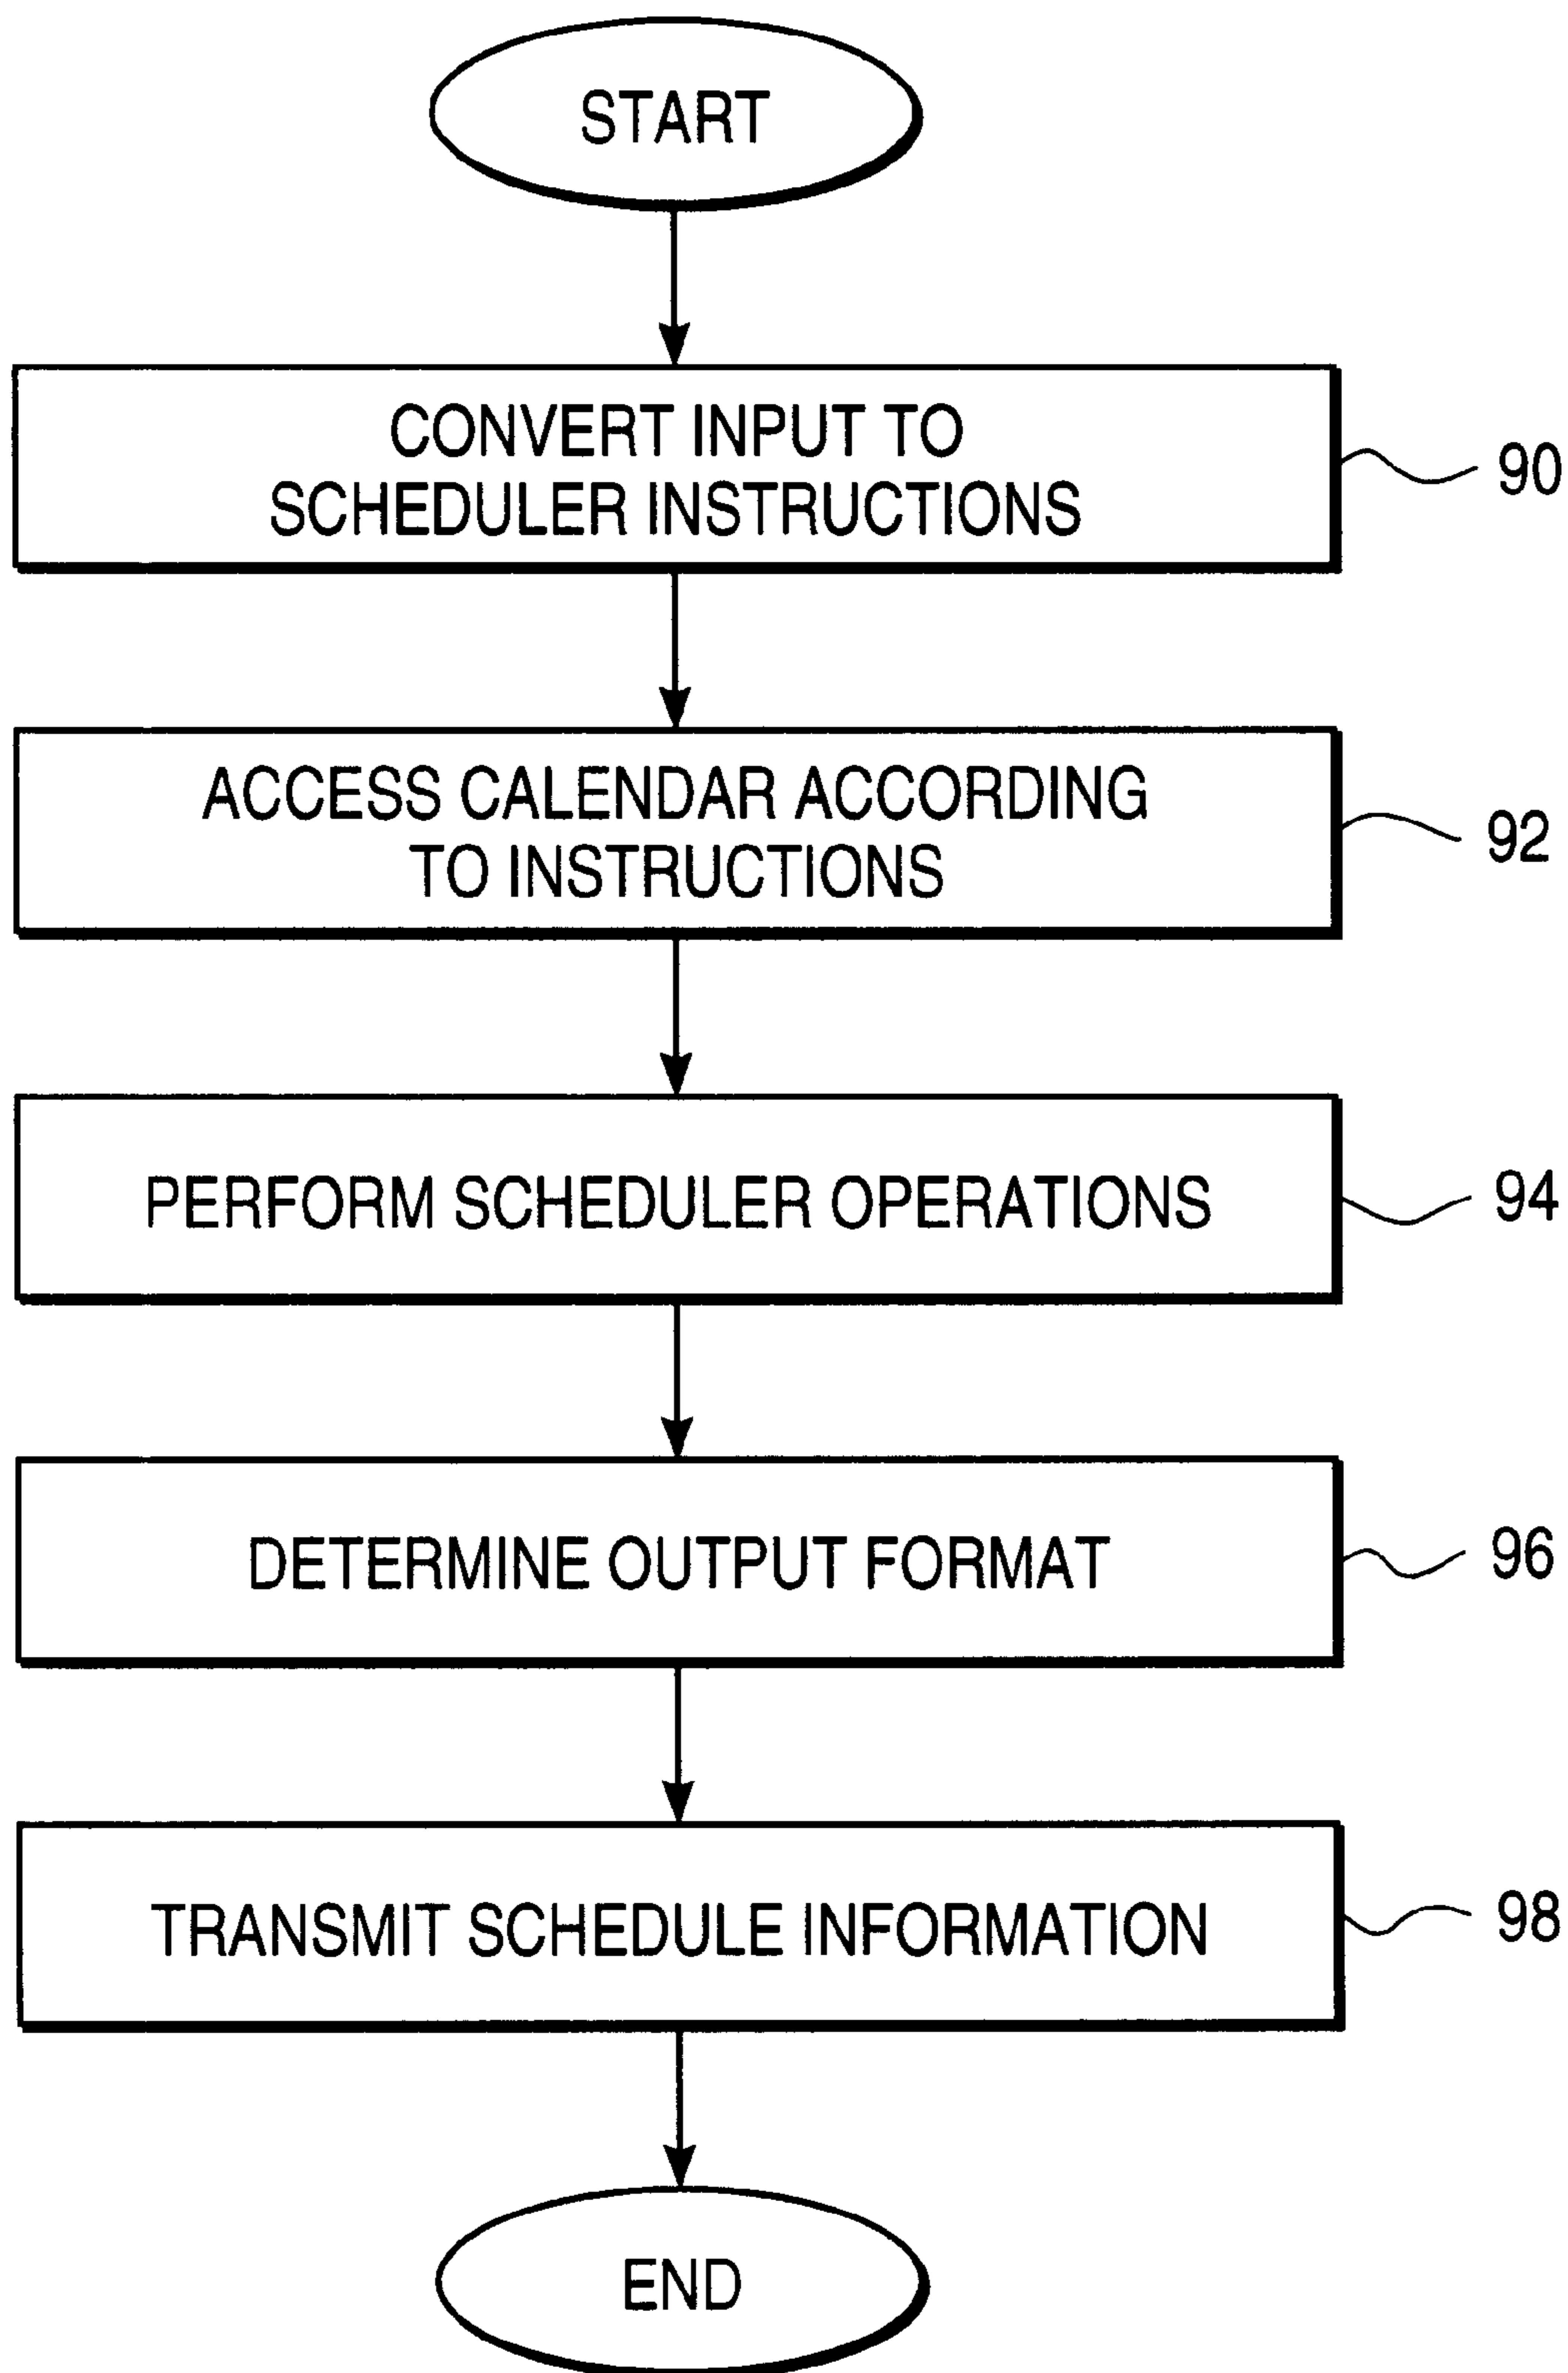 START
CONVERT INPUT TO
SCHEDULER INSTRUCTIONS
90
ACCESS CALENDAR ACCORDING
TO INSTRUCTIONS
92
PERFORM SCHEDULER OPERATIONS
94
DETERMINE OUTPUT FORMAT
96
TRANSMIT SCHEDULE INFORMATION
98
END